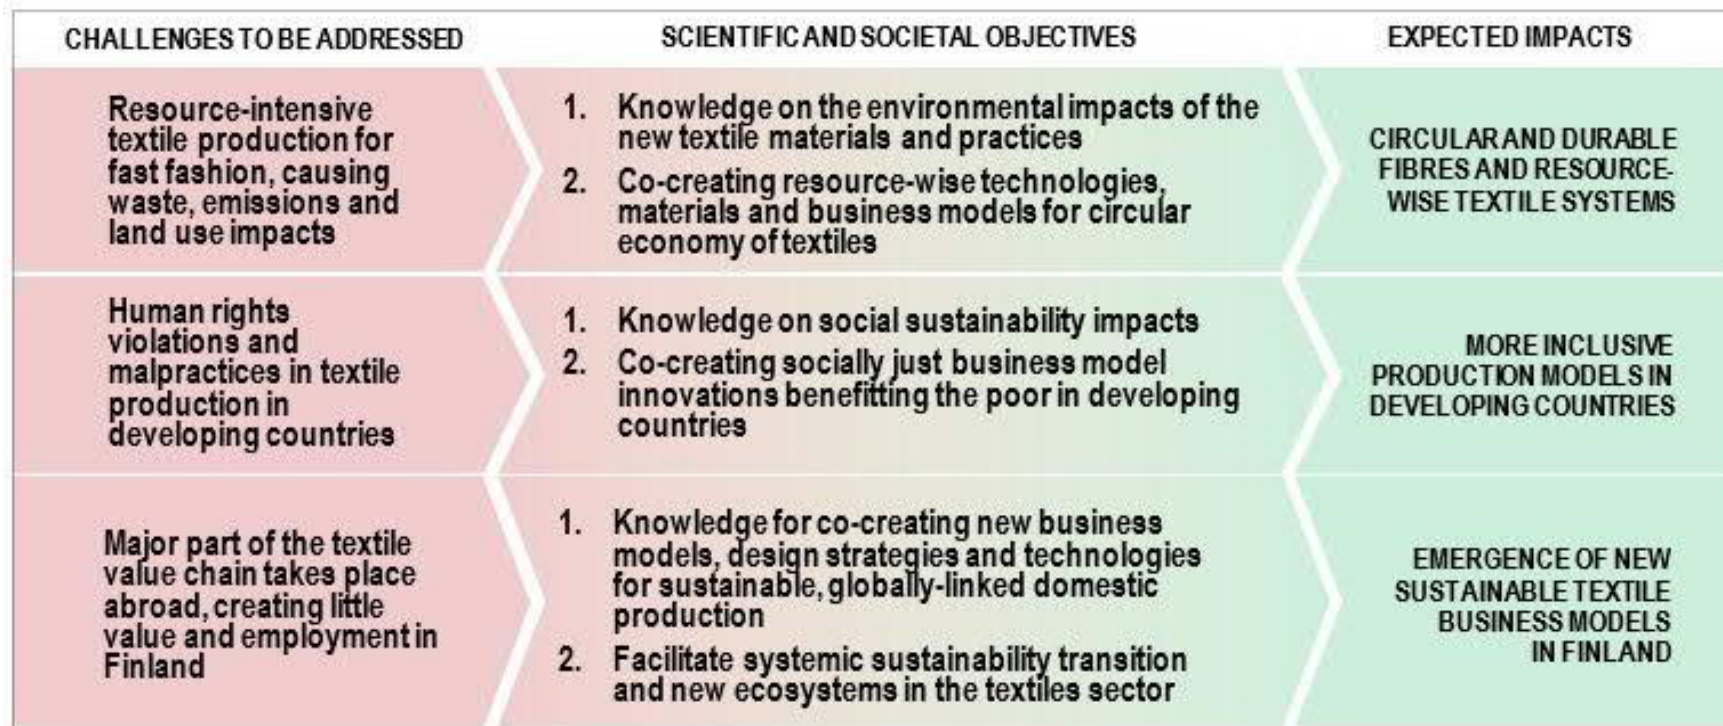 CHALLENGES TO BE ADDRESSED
SCIENTIFIC AND SOCIETAL OBJECTIVES
EXPECTED IMPACTS
Resource-intensive
textile production for
fast fashion, causing
waste, emissions and
land use impacts
1. Knowledge on the environmental impacts of the
new textile materials and practices
2. Co-creating resource-wise technologies,
materials and business models for circular
economy of textiles
CIRCULAR AND DURABLE
FIBRES AND RESOURCE-
WISE TEXTILE SYSTEMS
Human rights
violations and
malpractices in textile
production in
developing countries
1. Knowledge on social sustainability impacts
2. Co-creating socially just business model
innovations benefitting the poor in developing
countries
MORE INCLUSIVE
PRODUCTION MODELS IN
DEVELOPING COUNTRIES
Major part of the textile
value chain takes place
abroad, creating little
value and employment in
Finland
1. Knowledge for co-creating new business
models, design strategies and technologies
for sustainable, globally-linked domestic
production
2. Facilitate systemic sustainability transition
and new ecosystems in the textiles sector
EMERGENCE OF NEW
SUSTAINABLE TEXTILE
BUSINESS MODELS
IN FINLAND